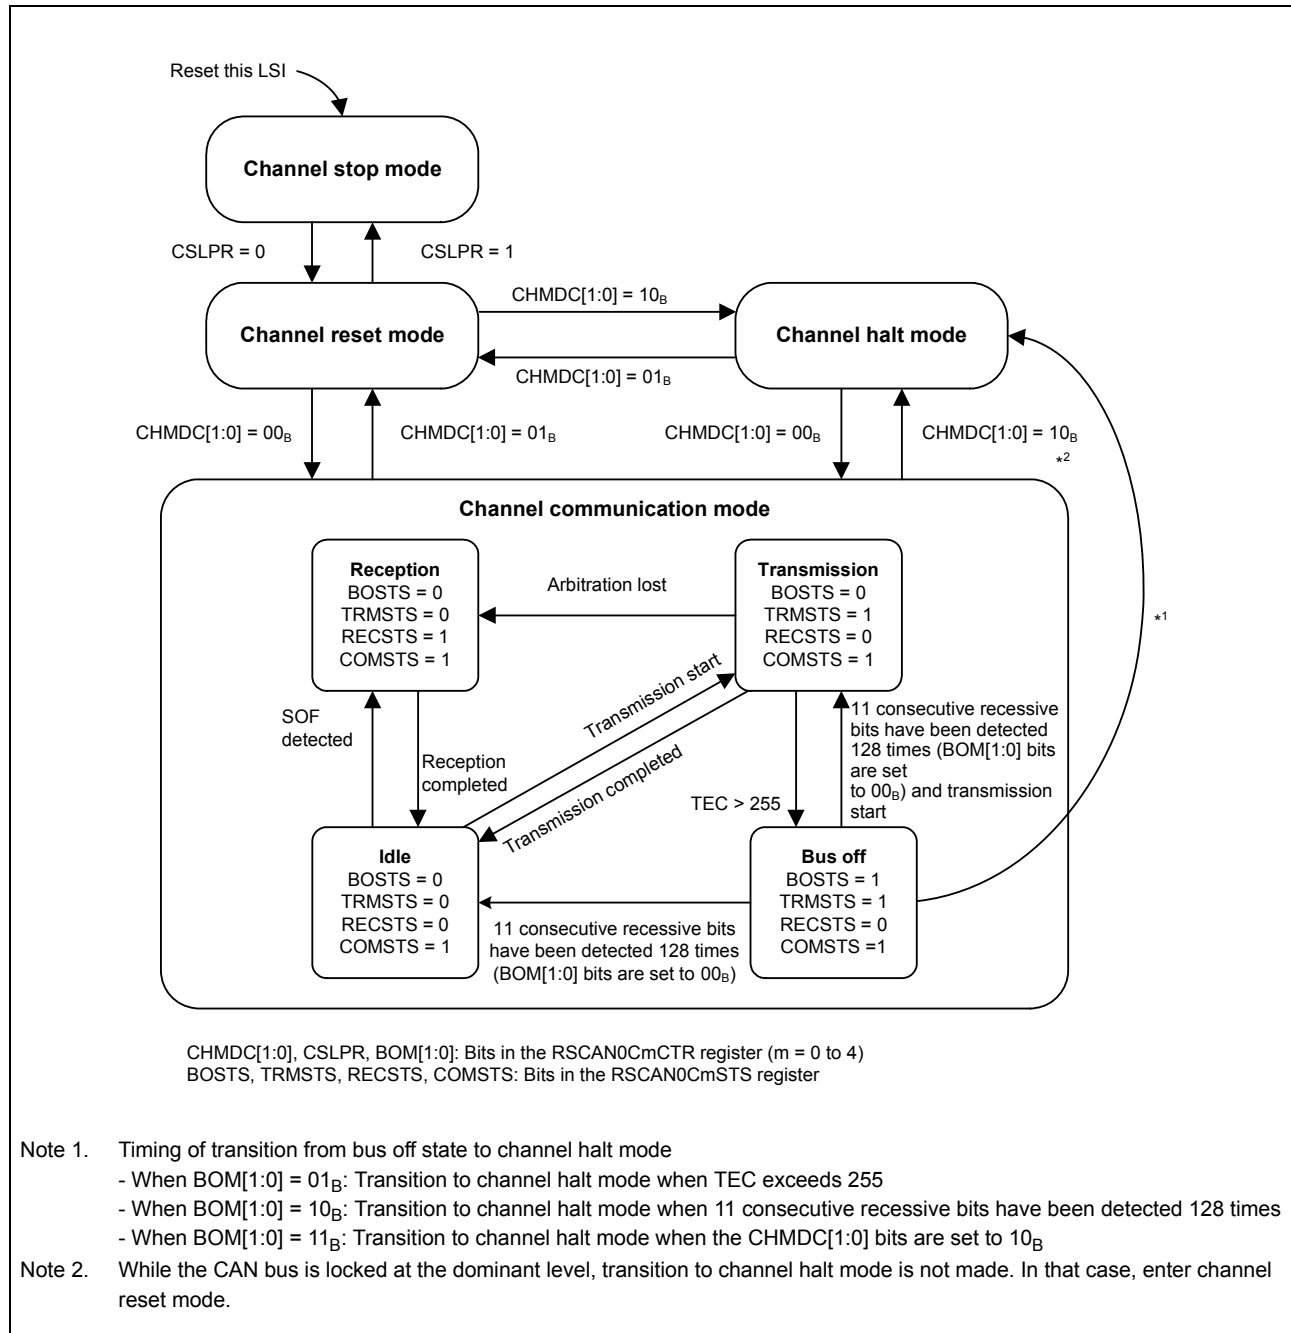 Reset this LSI
Channel stop mode
CSLPR = 0
CSLPR = 1
Channel reset mode
CHMDC[1:0] = 10B
Channel halt mode
CHMDC[1:0] = 01B
CHMDC[1:0] = 00B
CHMDC[1:0] = 01B
CHMDC[1:0] = 00B
CHMDC[1:0] = 10B
*2
Channel communication mode
Reception
BOSTS = 0
TRMSTS = 0
RECSTS = 1
COMSTS = 1
Arbitration lost
Transmission
BOSTS = 0
TRMSTS = 1
RECSTS = 0
COMSTS = 1
*1
SOF
detected
Reception
completed
Transmission start
Transmission completed
TEC > 255
11 consecutive recessive
bits have been detected
128 times (BOM[1:0] bits
are set
to 00B) and transmission
start
Idle
BOSTS = 0
TRMSTS = 0
RECSTS = 0
COMSTS = 1
11 consecutive recessive bits
have been detected 128 times
(BOM[1:0] bits are set to 00B)
Bus off
BOSTS = 1
TRMSTS = 1
RECSTS = 0
COMSTS =1
CHMDC[1:0], CSLPR, BOM[1:0]: Bits in the RSCAN0CmCTR register (m = 0 to 4)
BOSTS, TRMSTS, RECSTS, COMSTS: Bits in the RSCAN0CmSTS register
Note 1. Timing of transition from bus off state to channel halt mode
- When BOM[1:0] = 01B: Transition to channel halt mode when TEC exceeds 255
- When BOM[1:0] = 10B: Transition to channel halt mode when 11 consecutive recessive bits have been detected 128 times
- When BOM[1:0] = 11B: Transition to channel halt mode when the CHMDC[1:0] bits are set to 10B
Note 2. While the CAN bus is locked at the dominant level, transition to channel halt mode is not made. In that case, enter channel
reset mode.